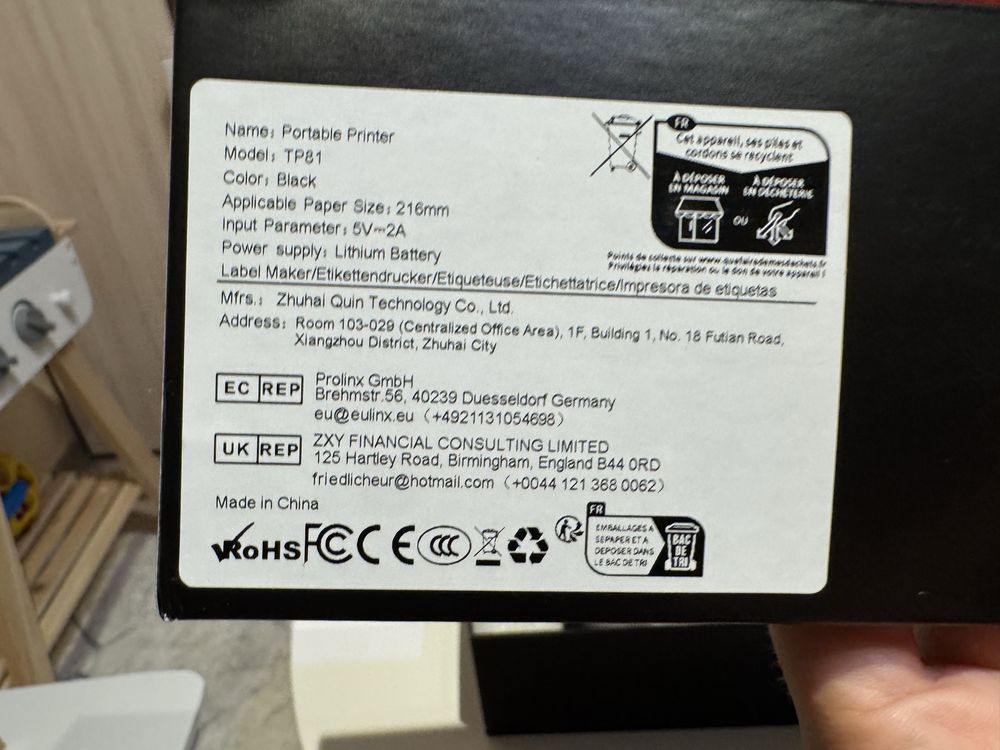 Name: Portable Printer
Model: TP81
Color: Black
Applicable Paper Size: 216mm
Input Parameter: 5V⎓2A
Power supply: Lithium Battery
Label Maker/Etikettendrucker/Etiqueteuse/Etichettatrice/Impresora de etiquetas
FR
Cet appareil, ses piles et
cordons se recyclent
À DÉPOSER
EN MAGASIN
OU
À DÉPOSER
EN DÉCHÈTERIE
Points de collecte sur www.quefairedemesdechets.fr
Privilégiez la réparation ou le don de votre appareil !
Mfrs.: Zhuhai Quin Technology Co., Ltd.
Address: Room 103-029 (Centralized Office Area), 1F, Building 1, No. 18 Futian Road,
Xiangzhou District, Zhuhai City
EC REP
Prolinx GmbH
Brehmstr.56, 40239 Duesseldorf Germany
eu@eulinx.eu (+4921131054698)
UK REP
ZXY FINANCIAL CONSULTING LIMITED
125 Hartley Road, Birmingham, England B44 0RD
friedlicheur@hotmail.com (+0044 121 368 0062)
Made in China
RoHS FC CE CCC
FR
EMBALLAGES A
SEPARER ET A
DEPOSER DANS
LE BAC DE TRI
BAC
DE
TRI